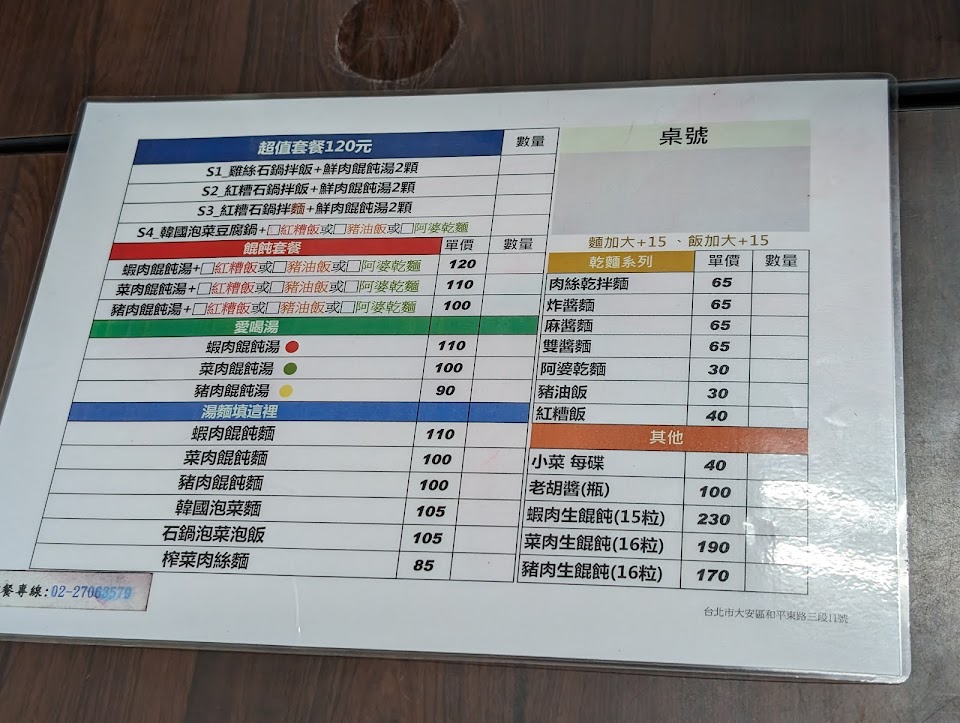 超值套餐120元 數量
S1_雞絲石鍋拌飯+鮮肉餛飩湯2顆
S2_紅糟石鍋拌飯+鮮肉餛飩湯2顆
S3_紅糟石鍋拌麵+鮮肉餛飩湯2顆
S4_韓國泡菜豆腐鍋+□紅糟飯或□豬油飯或□阿婆乾麵
餛飩套餐 單價 數量
蝦肉餛飩湯+□紅糟飯或□豬油飯或□阿婆乾麵 120
菜肉餛飩湯+□紅糟飯或□豬油飯或□阿婆乾麵 110
豬肉餛飩湯+□紅糟飯或□豬油飯或□阿婆乾麵 100
愛喝湯
蝦肉餛飩湯 110
菜肉餛飩湯 100
豬肉餛飩湯 90
湯麵填這裡
蝦肉餛飩麵 110
菜肉餛飩麵 100
豬肉餛飩麵 100
韓國泡菜麵 105
石鍋泡菜泡飯 105
榨菜肉絲麵 85
桌號
麵加大+15、飯加大+15
乾麵系列 單價 數量
肉絲乾拌麵 65
炸醬麵 65
麻醬麵 65
雙醬麵 65
阿婆乾麵 30
豬油飯 30
紅糟飯 40
其他
小菜 每碟 40
老胡醬(瓶) 100
蝦肉生餛飩(15粒) 230
菜肉生餛飩(16粒) 190
豬肉生餛飩(16粒) 170
餐專線:02-27063579
台北市大安區和平東路三段11號